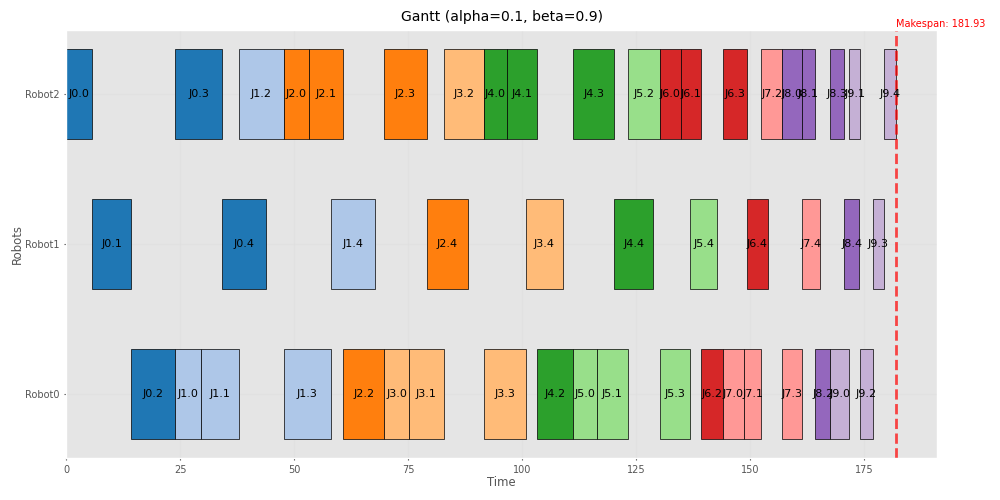 Gantt (alpha=0.1, beta=0.9)
Makespan: 181.93
Robots
Robot2
J0.0 J0.3 J1.2 J2.0 J2.1 J2.3 J3.2 J4.0 J4.1 J4.3 J5.2 J6.0 J6.1 J6.3 J7.2 J8.0 J8.1 J8.3 J9.1 J9.4
Robot1
J0.1 J0.4 J1.4 J2.4 J3.4 J4.4 J5.4 J6.4 J7.4 J8.4 J9.3
Robot0
J0.2 J1.0 J1.1 J1.3 J2.2 J3.0 J3.1 J3.3 J4.2 J5.0 J5.1 J5.3 J6.2 J7.0 J7.1 J7.3 J8.2 J9.0 J9.2
0 25 50 75 100 125 150 175
Time